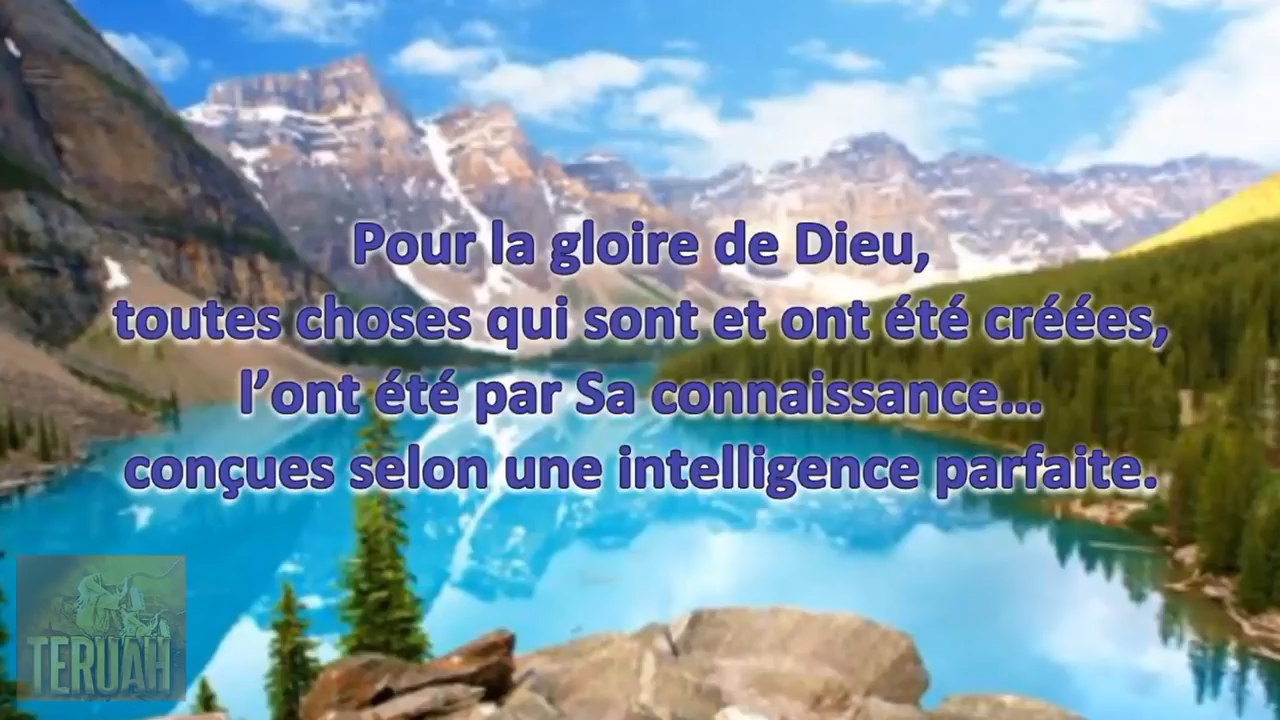 Pour la gloire de Dieu,
toutes choses qui sont et ont été créées,
l’ont été par Sa connaissance...
conçues selon une intelligence parfaite.
TERUAH